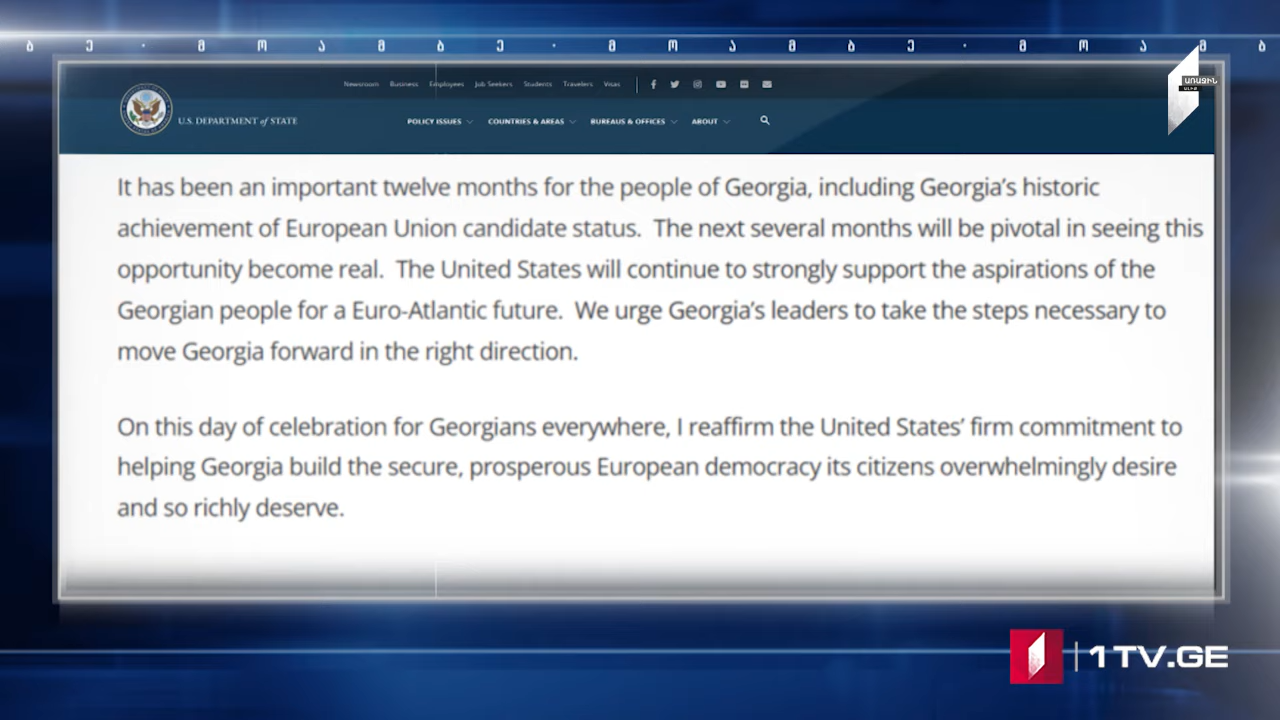 ბ ე · მ ო ა მ ბ ე · მ ო ა მ ბ ე · მ ო ა მ ბ
ԱՌԱՋԻՆ
ԱԼԻՔ
Newsroom Business Employees Job Seekers Students Travelers Visas
U.S. DEPARTMENT of STATE
POLICY ISSUES COUNTRIES & AREAS BUREAUS & OFFICES ABOUT
It has been an important twelve months for the people of Georgia, including Georgia's historic
achievement of European Union candidate status. The next several months will be pivotal in seeing this
opportunity become real. The United States will continue to strongly support the aspirations of the
Georgian people for a Euro-Atlantic future. We urge Georgia's leaders to take the steps necessary to
move Georgia forward in the right direction.
On this day of celebration for Georgians everywhere, I reaffirm the United States' firm commitment to
helping Georgia build the secure, prosperous European democracy its citizens overwhelmingly desire
and so richly deserve.
1TV.GE